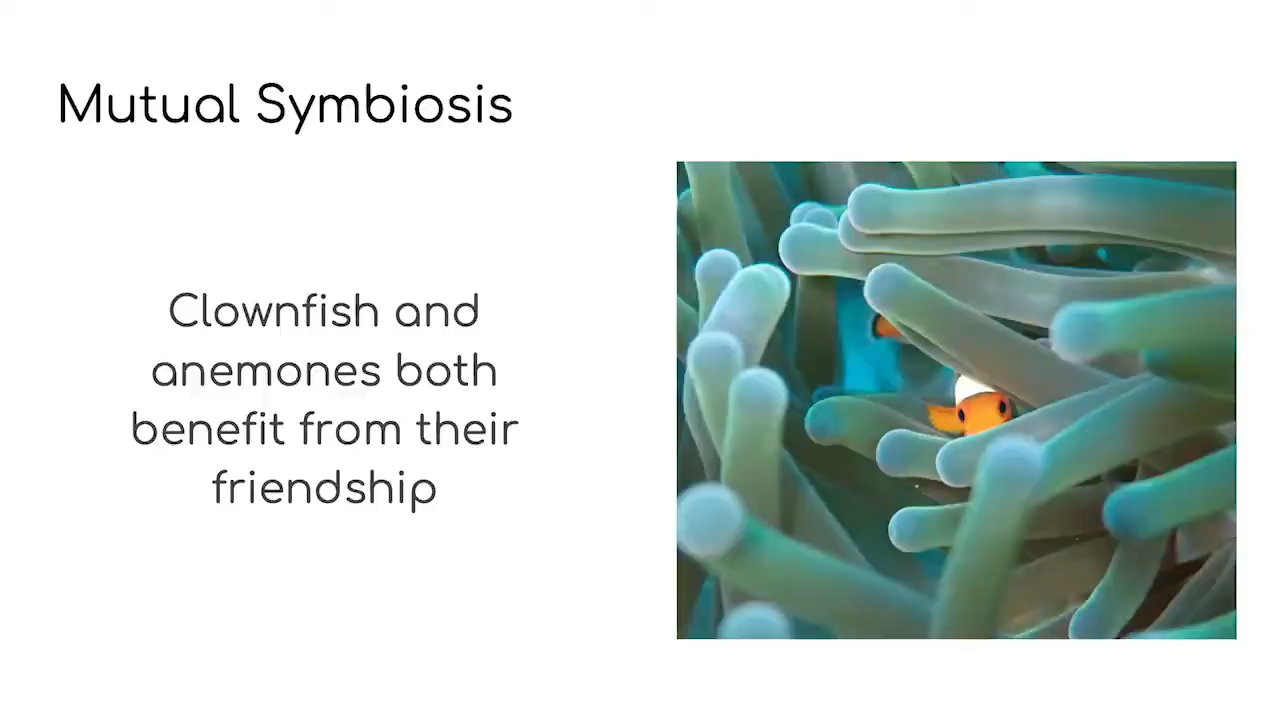 Mutual Symbiosis
Clownfish and
anemones both
benefit from their
friendship